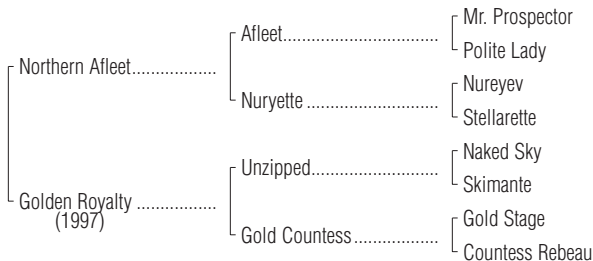 Mr. Prospector
Afleet......................................
Polite Lady
Northern Afleet...................
Nureyev
Nuryette ................................
Stellarette
Naked Sky
Unzipped...............................
Skimante
Golden Royalty ..................
(1997)
Gold Stage
Gold Countess.....................
Countess Rebeau